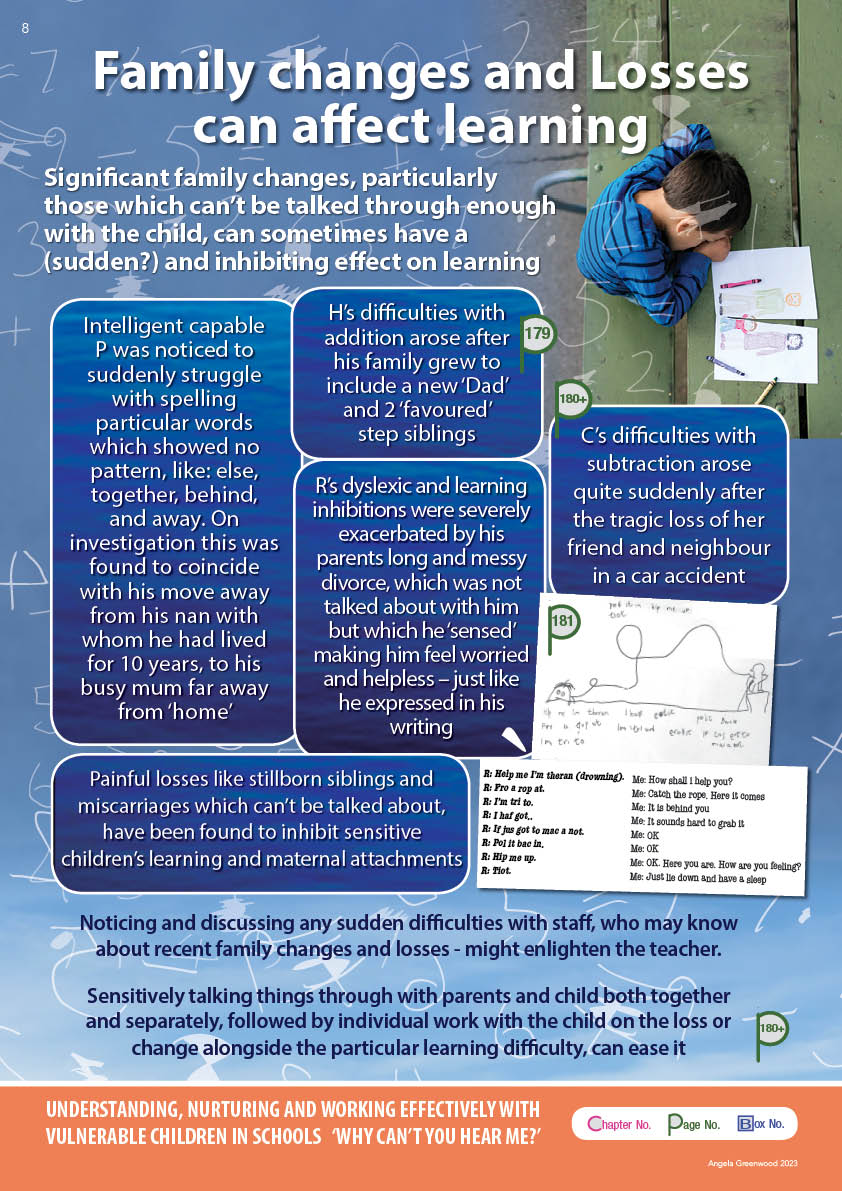 8
Family changes and Losses
can affect learning
Significant family changes, particularly
those which can't be talked through enough
with the child, can sometimes have a
(sudden?) and inhibiting effect on learning
Intelligent capable
P was noticed to
suddenly struggle
with spelling
particular words
which showed no
pattern, like: else,
together, behind,
and away. On
investigation this was
found to coincide
with his move away
from his nan with
whom he had lived
for 10 years, to his
busy mum far away
from 'home'
H's difficulties with
addition arose after
his family grew to
include a new 'Dad'
and 2 'favoured'
step siblings
179
R's dyslexic and learning
inhibitions were severely
exacerbated by his
parents long and messy
divorce, which was not
talked about with him
but which he 'sensed'
making him feel worried
and helpless – just like
he expressed in his
writing
180+
C's difficulties with
subtraction arose
quite suddenly after
the tragic loss of her
friend and neighbour
in a car accident
181
hip me up
I haf
Im tri to
R: Help me I'm theran (drowning).
R: Fro a rop at.
R: I'm tri to.
R: I haf got..
R: If jus got to mac a not.
R: Pol it bac in.
R: Hip me up.
R: Tiot.
Me: How shall i help you?
Me: Catch the rope. Here it comes
Me: It is behind you
Me: It sounds hard to grab it
Me: OK
Me: OK
Me: OK. Here you are. How are you feeling?
Me: Just lie down and have a sleep
Painful losses like stillborn siblings and
miscarriages which can't be talked about,
have been found to inhibit sensitive
children's learning and maternal attachments
Noticing and discussing any sudden difficulties with staff, who may know
about recent family changes and losses - might enlighten the teacher.
Sensitively talking things through with parents and child both together
and separately, followed by individual work with the child on the loss or
change alongside the particular learning difficulty, can ease it
180+
UNDERSTANDING, NURTURING AND WORKING EFFECTIVELY WITH
VULNERABLE CHILDREN IN SCHOOLS 'WHY CAN'T YOU HEAR ME?'
Chapter No. Page No. Box No.
Angela Greenwood 2023